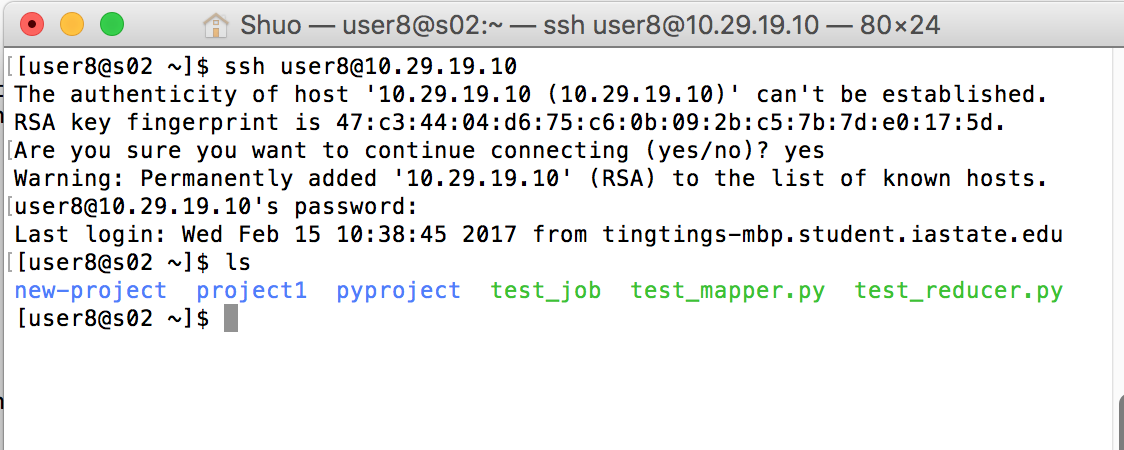 Shuo — user8@s02:~ — ssh user8@10.29.19.10 — 80×24
[user8@s02 ~]$ ssh user8@10.29.19.10
The authenticity of host '10.29.19.10 (10.29.19.10)' can't be established.
RSA key fingerprint is 47:c3:44:04:d6:75:c6:0b:09:2b:c5:7b:7d:e0:17:5d.
Are you sure you want to continue connecting (yes/no)? yes
Warning: Permanently added '10.29.19.10' (RSA) to the list of known hosts.
user8@10.29.19.10's password:
Last login: Wed Feb 15 10:38:45 2017 from tingtings-mbp.student.iastate.edu
[user8@s02 ~]$ ls
new-project  project1  pyproject  test_job  test_mapper.py  test_reducer.py
[user8@s02 ~]$